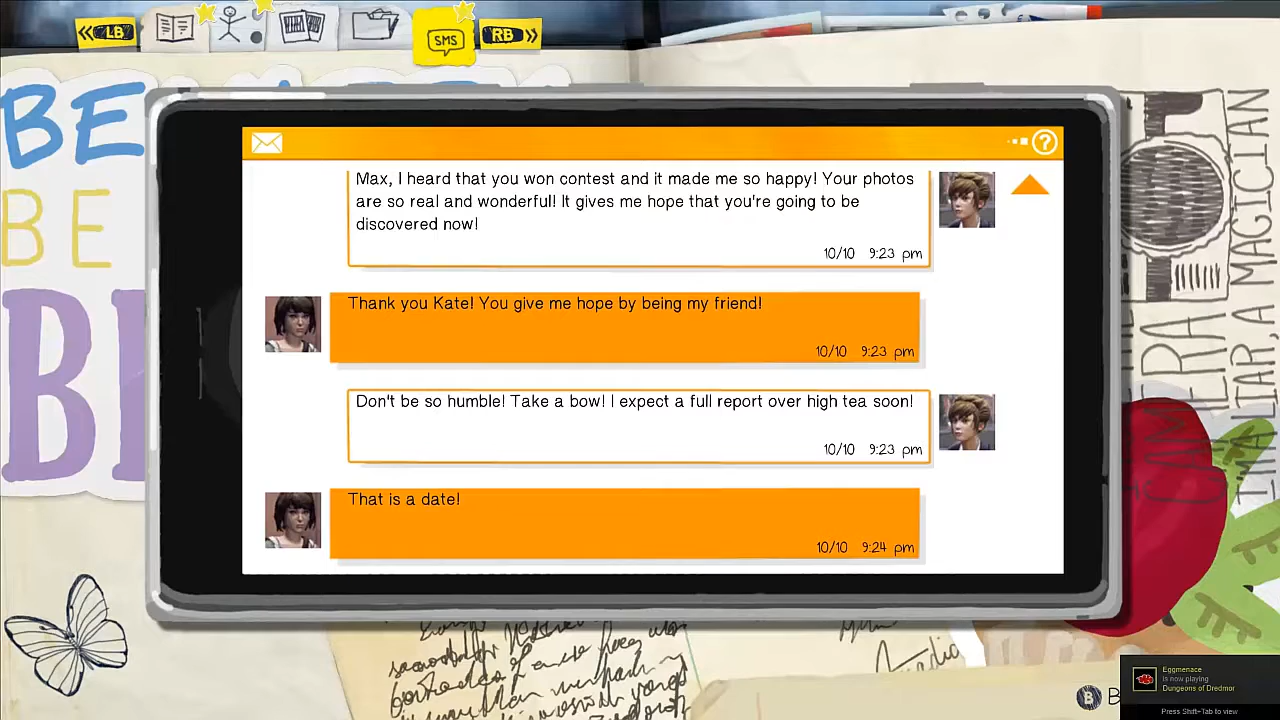 LB
SMS
RB
BE
BE
Max, I heard that you won contest and it made me so happy! Your photos
are so real and wonderful! It gives me hope that you're going to be
discovered now!
10/10 9:23 pm
Thank you Kate! You give me hope by being my friend!
10/10 9:23 pm
Don't be so humble! Take a bow! I expect a full report over high tea soon!
10/10 9:23 pm
That is a date!
10/10 9:24 pm
?
LIAR, A MAGICIAN
Eggmenace
is now playing
Dungeons of Dredmor
Press Shift+Tab to view
B